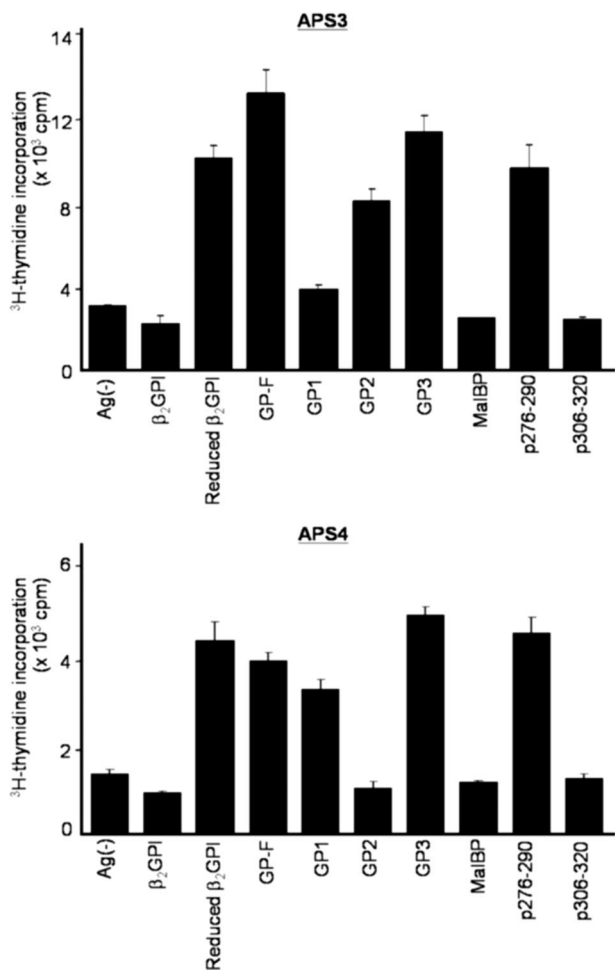 APS3
³H-thymidine incorporation
(x 10³ cpm)
14
12
8
4
0
Ag(-)
β₂GPI
Reduced β₂GPI
GP-F
GP1
GP2
GP3
MalBP
p276-290
p306-320
APS4
³H-thymidine incorporation
(x 10³ cpm)
6
4
2
0
Ag(-)
β₂GPI
Reduced β₂GPI
GP-F
GP1
GP2
GP3
MalBP
p276-290
p306-320